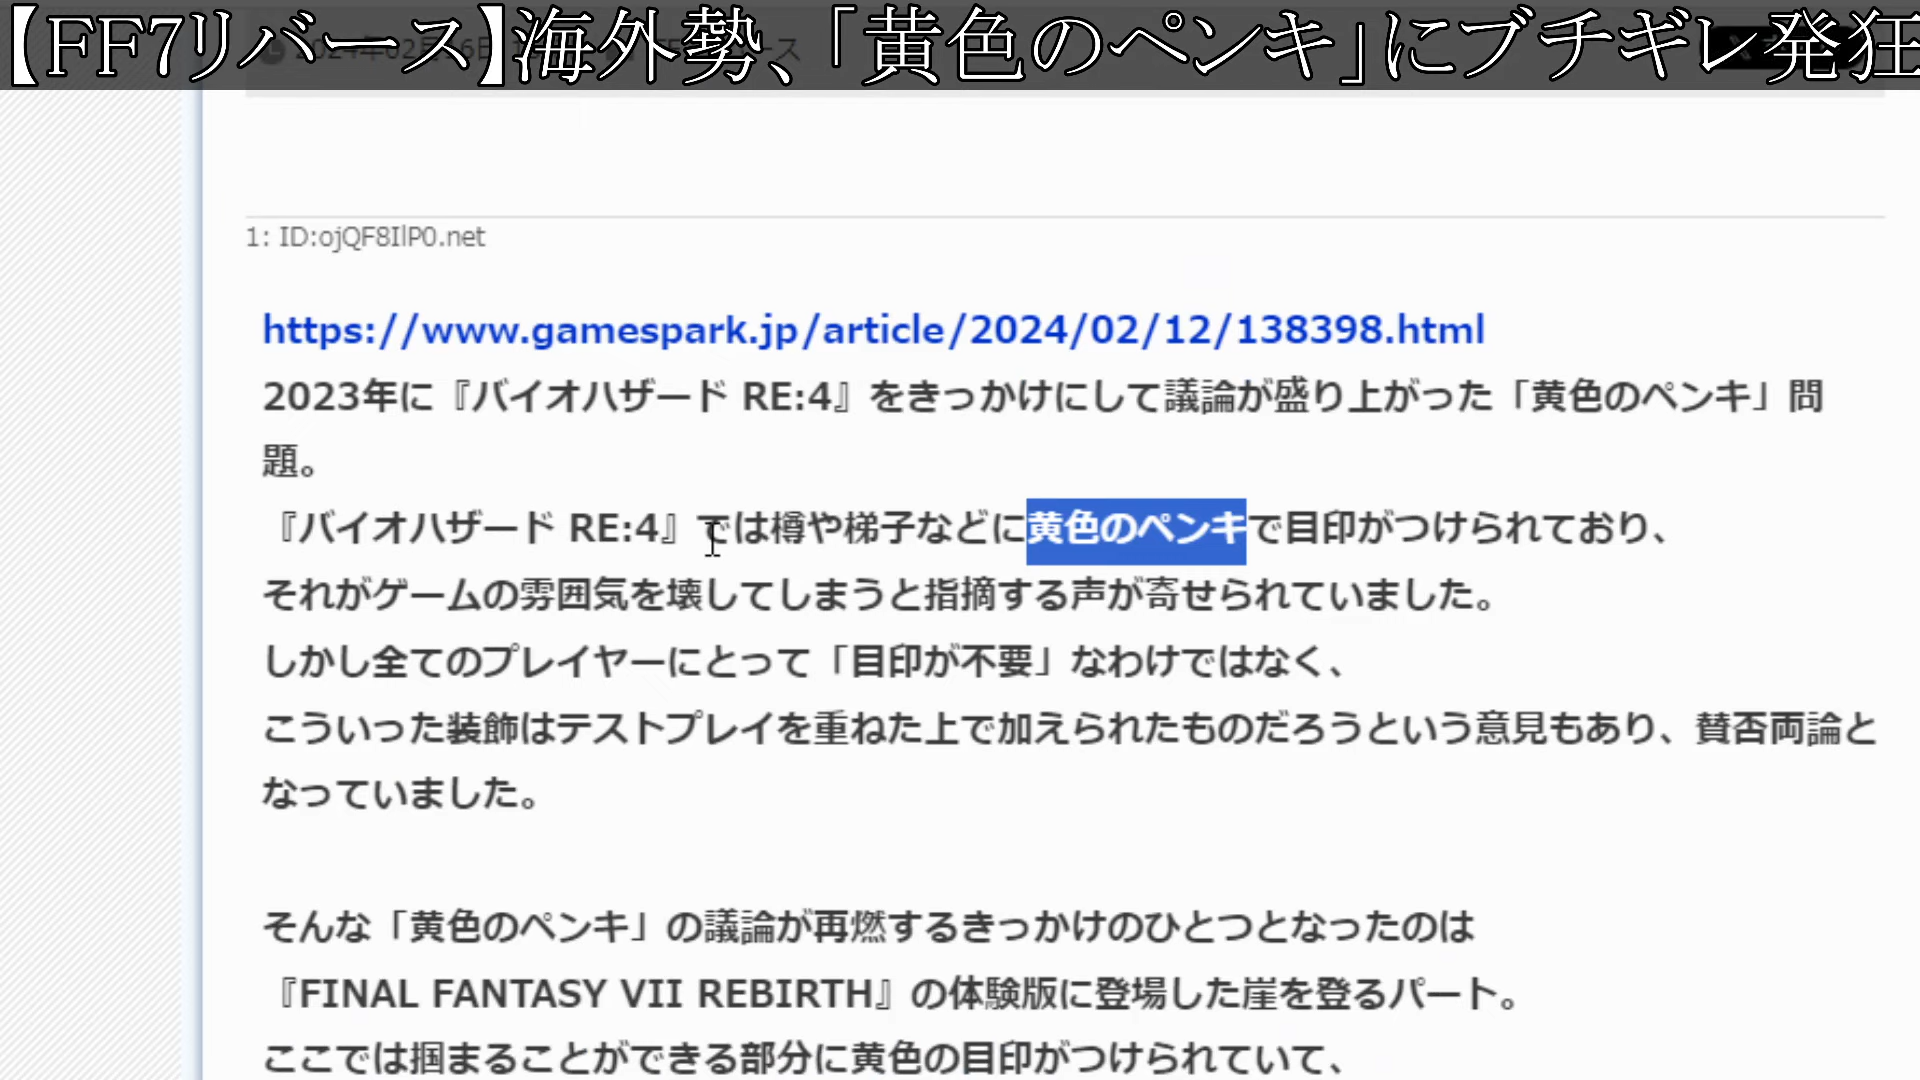 【FF7リバース】海外勢、「黄色のペンキ」にブチギレ発狂
1: ID:ojQF8IlP0.net
https://www.gamespark.jp/article/2024/02/12/138398.html
2023年に『バイオハザード RE:4』をきっかけにして議論が盛り上がった「黄色のペンキ」問
題。
『バイオハザード RE:4』では樽や梯子などに黄色のペンキで目印がつけられており、
それがゲームの雰囲気を壊してしまうと指摘する声が寄せられていました。
しかし全てのプレイヤーにとって「目印が不要」なわけではなく、
こういった装飾はテストプレイを重ねた上で加えられたものだろうという意見もあり、賛否両論と
なっていました。
そんな「黄色のペンキ」の議論が再燃するきっかけのひとつとなったのは
『FINAL FANTASY VII REBIRTH』の体験版に登場した崖を登るパート。
ここでは掴まることができる部分に黄色の目印がつけられていて、